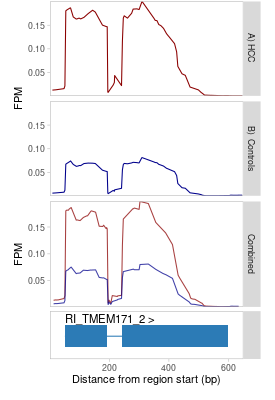 0.15
0.10
0.05
FPM
A) HCC
0.15
0.10
0.05
B) Controls
0.15
0.10
0.05
FPM
Combined
RI_TMEM171_2 >
200
400
600
Distance from region start (bp)